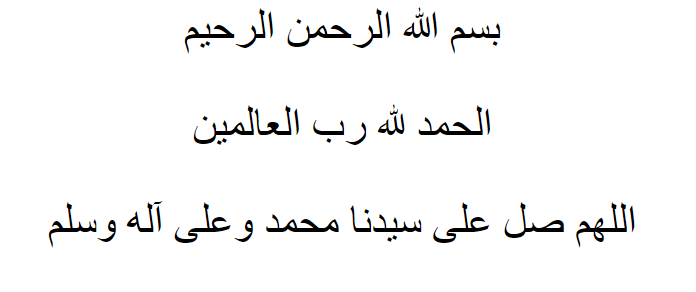 بسم الله الرحمن الرحيم
الحمد لله رب العالمين
اللهم صل على سيدنا محمد وعلى آله وسلم